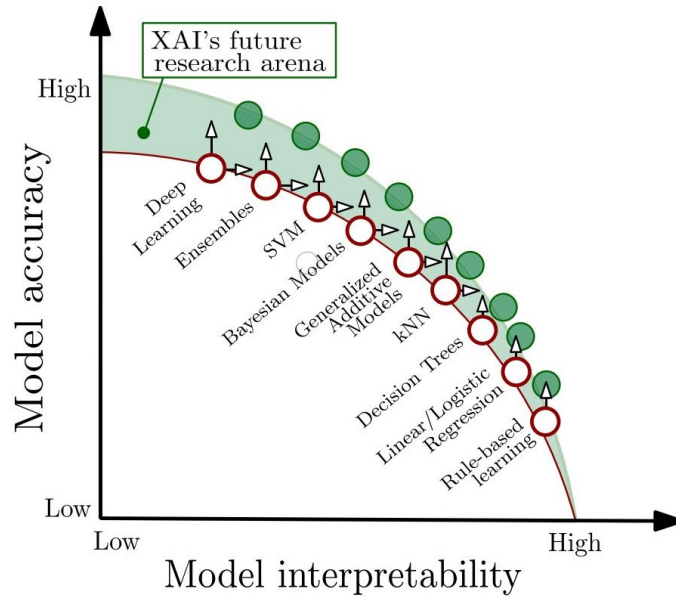 XAI's future
research arena
High
Model accuracy
Deep
Learning
Ensembles
SVM
Bayesian Models
Generalized
Additive
Models
kNN
Decision Trees
Linear/Logistic
Regression
Rule-based
learning
Low
Low
High
Model interpretability